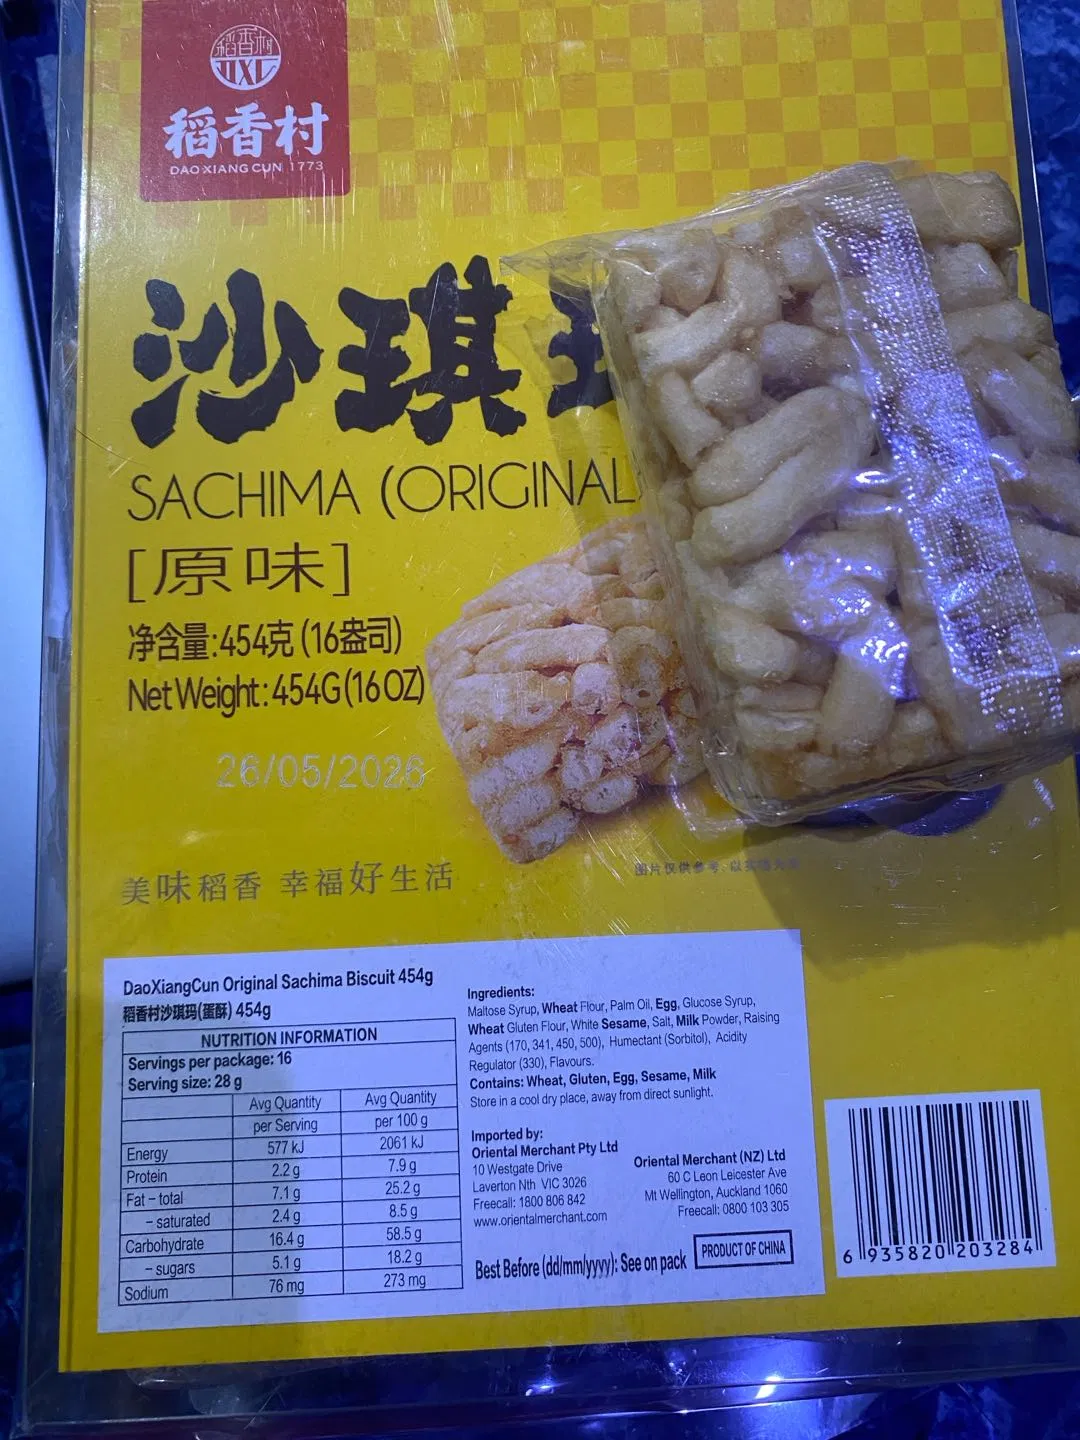 稻香村
DXC
稻香村
DAO XIANG CUN 1773
沙琪
SACHIMA (ORIGINAL
[原味]
净含量:454克 (16盎司)
Net Weight: 454G (16 OZ)
26/05/2026
美味稻香 幸福好生活
图片仅供参考
DaoXiangCun Original Sachima Biscuit 454g
稻香村沙琪玛(蛋酥) 454g
NUTRITION INFORMATION
Servings per package: 16
Serving size: 28 g
Avg Quantity per Serving Avg Quantity per 100 g
Energy 577 kJ 2061 kJ
Protein 2.2 g 7.9 g
Fat – total 7.1 g 25.2 g
– saturated 2.4 g 8.5 g
Carbohydrate 16.4 g 58.5 g
– sugars 5.1 g 18.2 g
Sodium 76 mg 273 mg
Ingredients:
Maltose Syrup, Wheat Flour, Palm Oil, Egg, Glucose Syrup,
Wheat Gluten Flour, White Sesame, Salt, Milk Powder, Raising
Agents (170, 341, 450, 500), Humectant (Sorbitol), Acidity
Regulator (330), Flavours.
Contains: Wheat, Gluten, Egg, Sesame, Milk
Store in a cool dry place, away from direct sunlight.
Imported by:
Oriental Merchant Pty Ltd
10 Westgate Drive
Laverton Nth VIC 3026
Freecall: 1800 806 842
www.orientalmerchant.com
Oriental Merchant (NZ) Ltd
60 C Leon Leicester Ave
Mt Wellington, Auckland 1060
Freecall: 0800 103 305
Best Before (dd/mm/yyyy): See on pack
PRODUCT OF CHINA
6 935820 203284